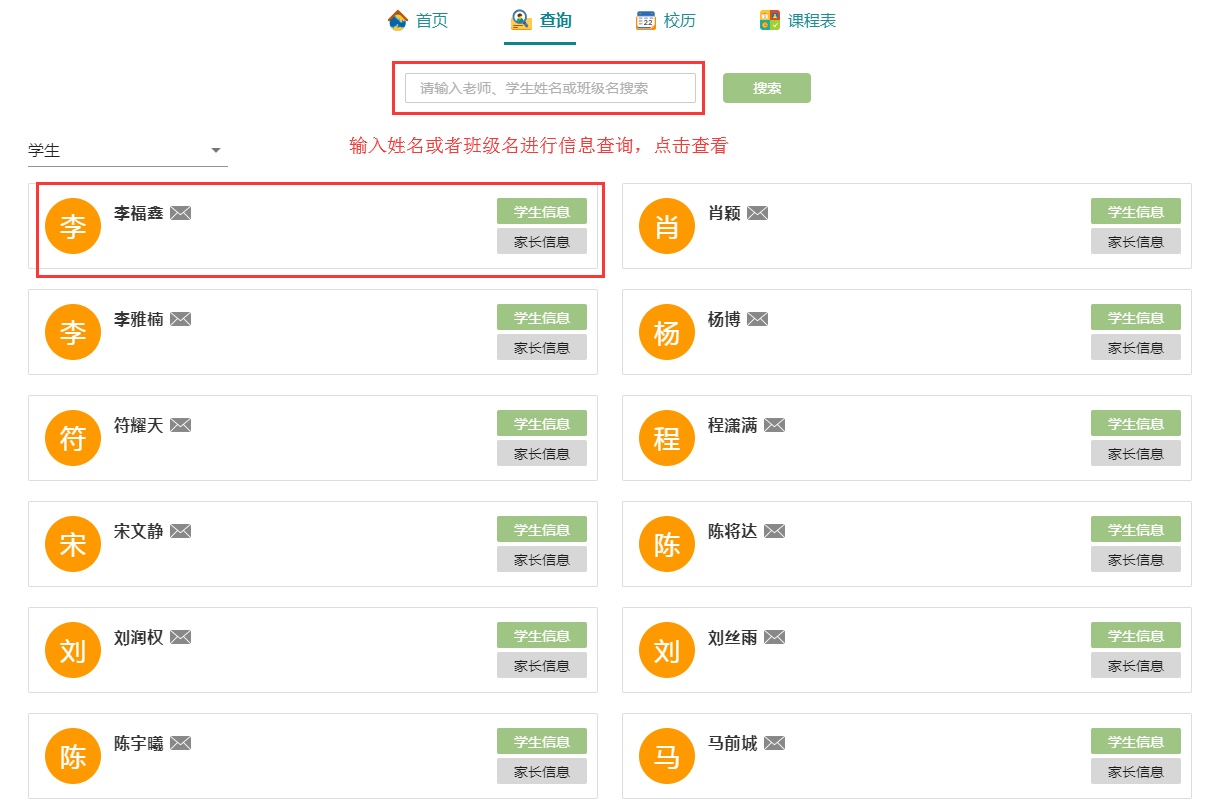 首页 查询 校历 课程表
请输入老师、学生姓名或班级名搜索 搜索
学生 输入姓名或者班级名进行信息查询，点击查看
李 李福鑫 学生信息 家长信息
肖 肖颖 学生信息 家长信息
李 李雅楠 学生信息 家长信息
杨 杨博 学生信息 家长信息
符 符耀天 学生信息 家长信息
程 程潇满 学生信息 家长信息
宋 宋文静 学生信息 家长信息
陈 陈将达 学生信息 家长信息
刘 刘润权 学生信息 家长信息
刘 刘丝雨 学生信息 家长信息
陈 陈宇曦 学生信息 家长信息
马 马前城 学生信息 家长信息